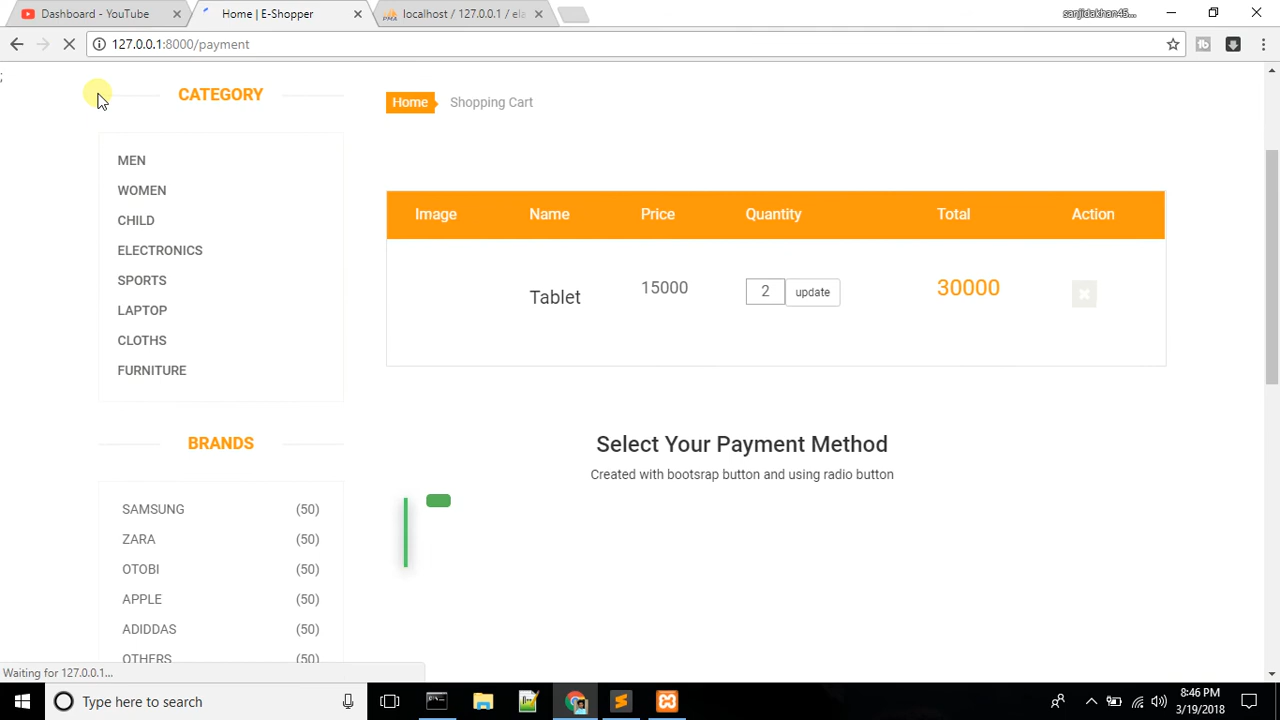 Dashboard - YouTube
Home | E-Shopper
localhost / 127.0.0.1 / ela
sanjidakhan45...
127.0.0.1:8000/payment
;
CATEGORY
Home
Shopping Cart
MEN
WOMEN
CHILD
ELECTRONICS
SPORTS
LAPTOP
CLOTHS
FURNITURE
Image Name Price Quantity Total Action
Tablet 15000 2 update 30000
Select Your Payment Method
Created with bootsrap button and using radio button
BRANDS
SAMSUNG (50)
ZARA (50)
OTOBI (50)
APPLE (50)
ADIDDAS (50)
OTHERS (50)
Waiting for 127.0.0.1...
Type here to search
8:46 PM
3/19/2018